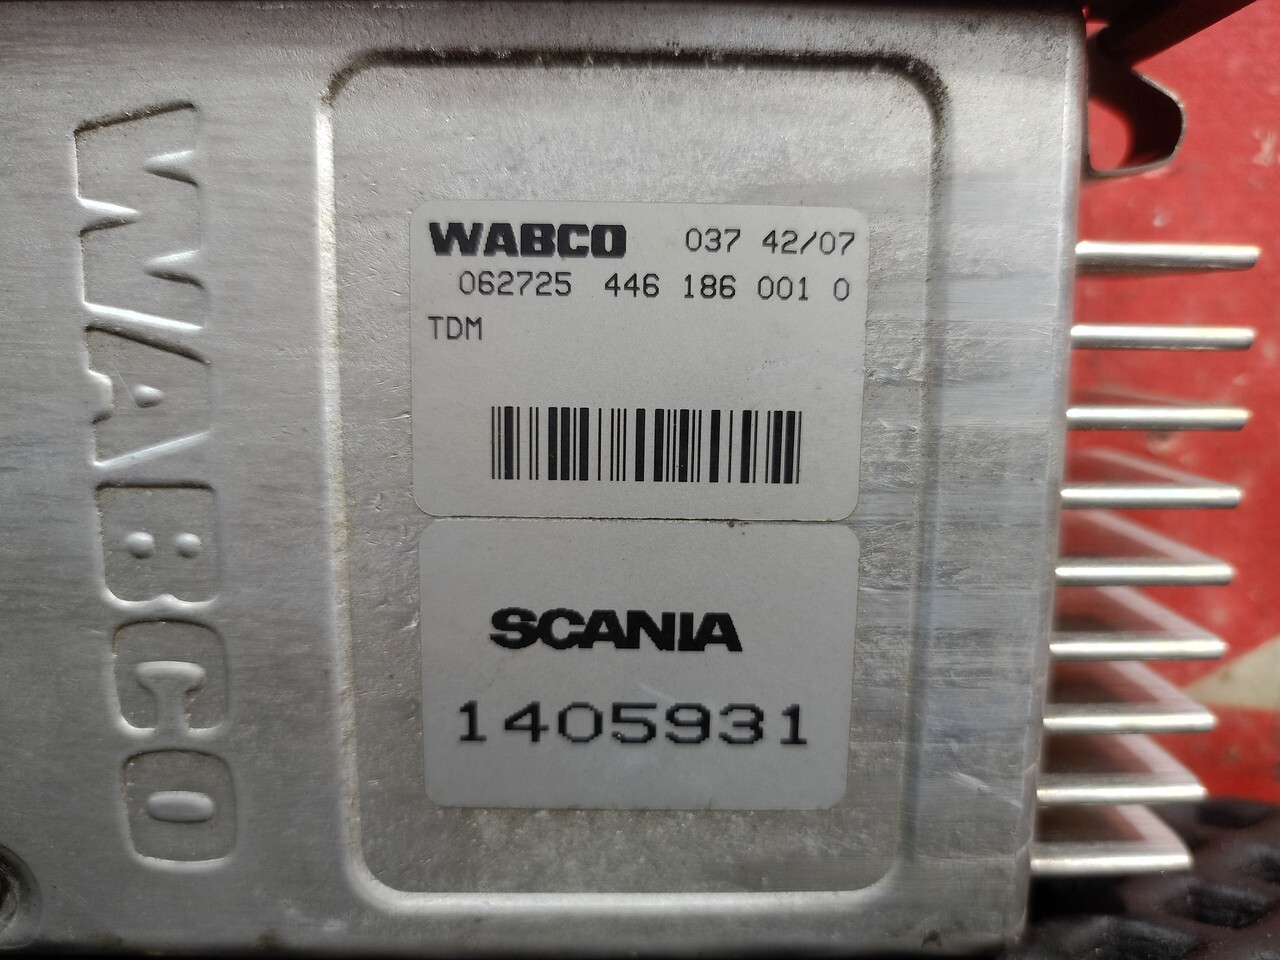 WABCO
WABCO 037 42/07
062725 446 186 001 0
TDM
SCANIA
1405931